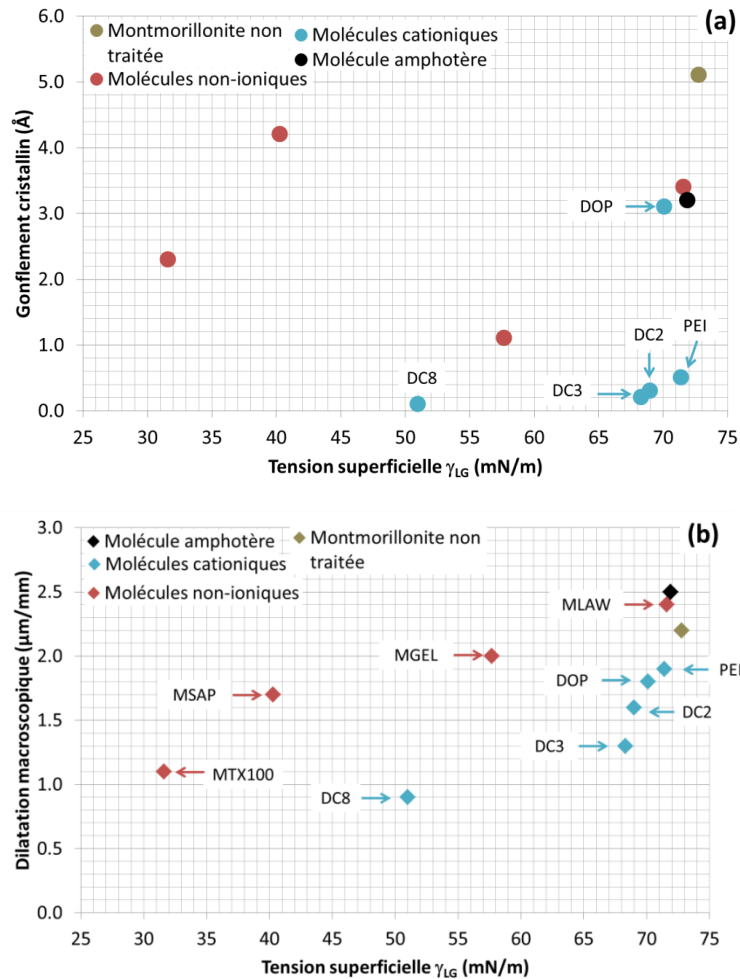 (a)
Montmorillonite non
traitée
Molécules cationiques
Molécule amphotère
Molécules non-ioniques
Gonflement cristallin (Å)
6.0
5.0
4.0
3.0
2.0
1.0
0.0
DOP
DC2
PEI
DC8
DC3
25 30 35 40 45 50 55 60 65 70 75
Tension superficielle γLG (mN/m)
(b)
Molécule amphotère
Montmorillonite non
traitée
Molécules cationiques
Molécules non-ioniques
Dilatation macroscopique (µm/mm)
3.0
2.5
2.0
1.5
1.0
0.5
0.0
MLAW
MGEL
PEI
MSAP
DOP
DC2
DC3
MTX100
DC8
25 30 35 40 45 50 55 60 65 70 75
Tension superficielle γLG (mN/m)